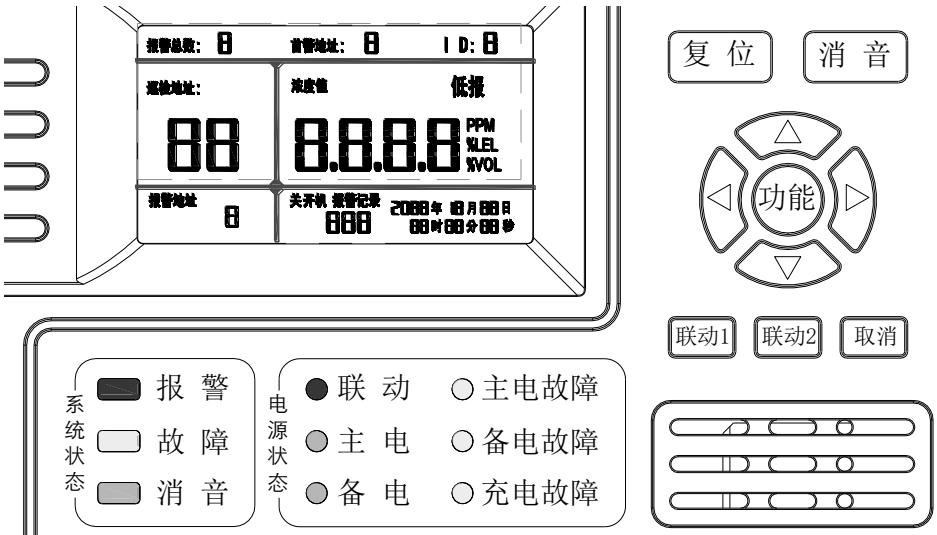 报警总数: 8 首警地址: 8 I D: 8
巡检地址: 浓度值 低报
88 8.8.8.8 PPM
%LEL
%VOL
报警地址 关开机 报警记录 2088年 18月88日
8 888 88时88分88秒
复位 消音
功能
联动1 联动2 取消
系统状态
报警
故障
消音
电源状态
联动 主电故障
主电 备电故障
备电 充电故障